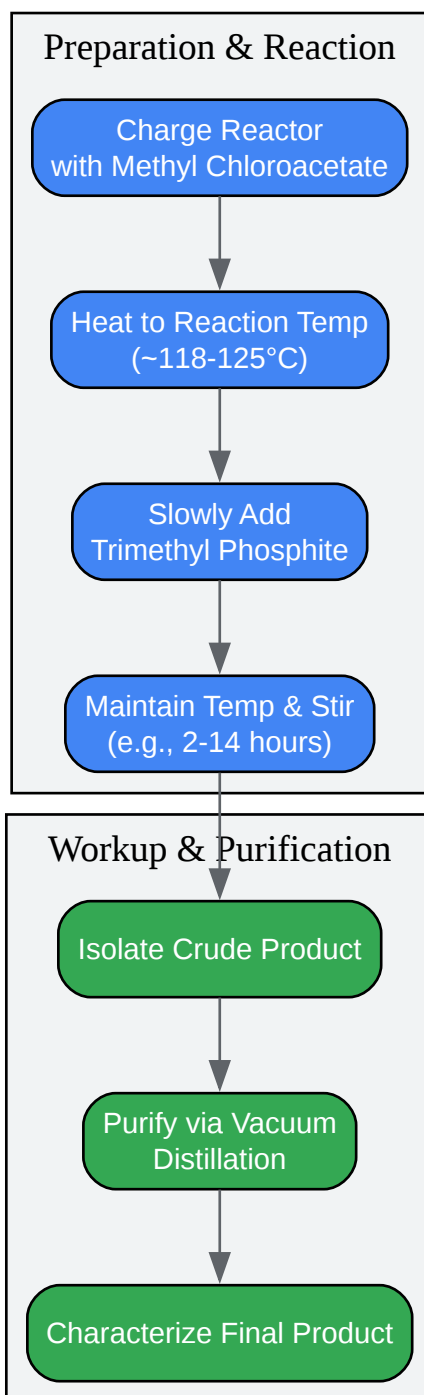 Preparation & Reaction
Charge Reactor
with Methyl Chloroacetate
Heat to Reaction Temp
(~118-125°C)
Slowly Add
Trimethyl Phosphite
Maintain Temp & Stir
(e.g., 2-14 hours)
Workup & Purification
Isolate Crude Product
Purify via Vacuum
Distillation
Characterize Final Product